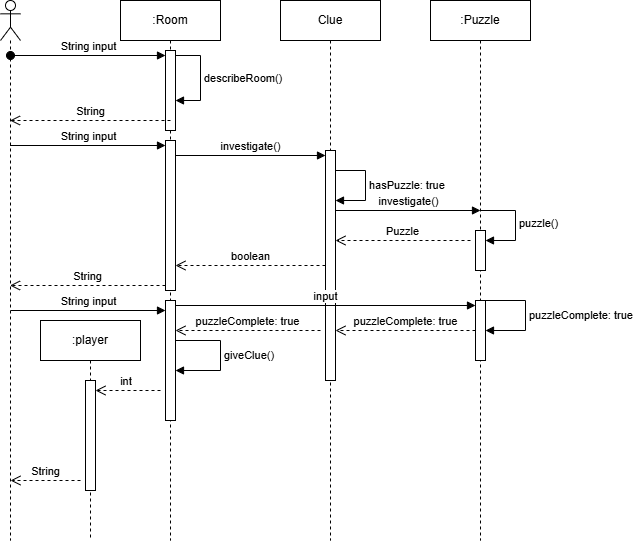 :Room
Clue
:Puzzle
String input
describeRoom()
String
String input
investigate()
hasPuzzle: true
investigate()
puzzle()
Puzzle
boolean
String
input
String input
puzzleComplete: true
puzzleComplete: true
puzzleComplete: true
:player
giveClue()
int
String